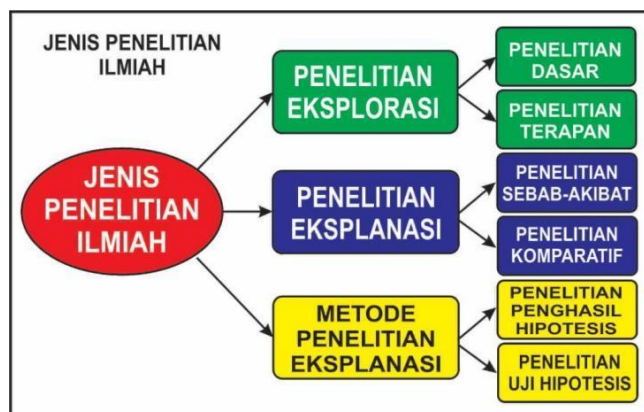 JENIS PENELITIAN
ILMIAH
JENIS
PENELITIAN
ILMIAH
PENELITIAN
EKSPLORASI
PENELITIAN
DASAR
PENELITIAN
TERAPAN
PENELITIAN
EKSPLANASI
PENELITIAN
SEBAB-AKIBAT
PENELITIAN
KOMPARATIF
METODE
PENELITIAN
EKSPLANASI
PENELITIAN
PENGHASIL
HIPOTESIS
PENELITIAN
UJI HIPOTESIS